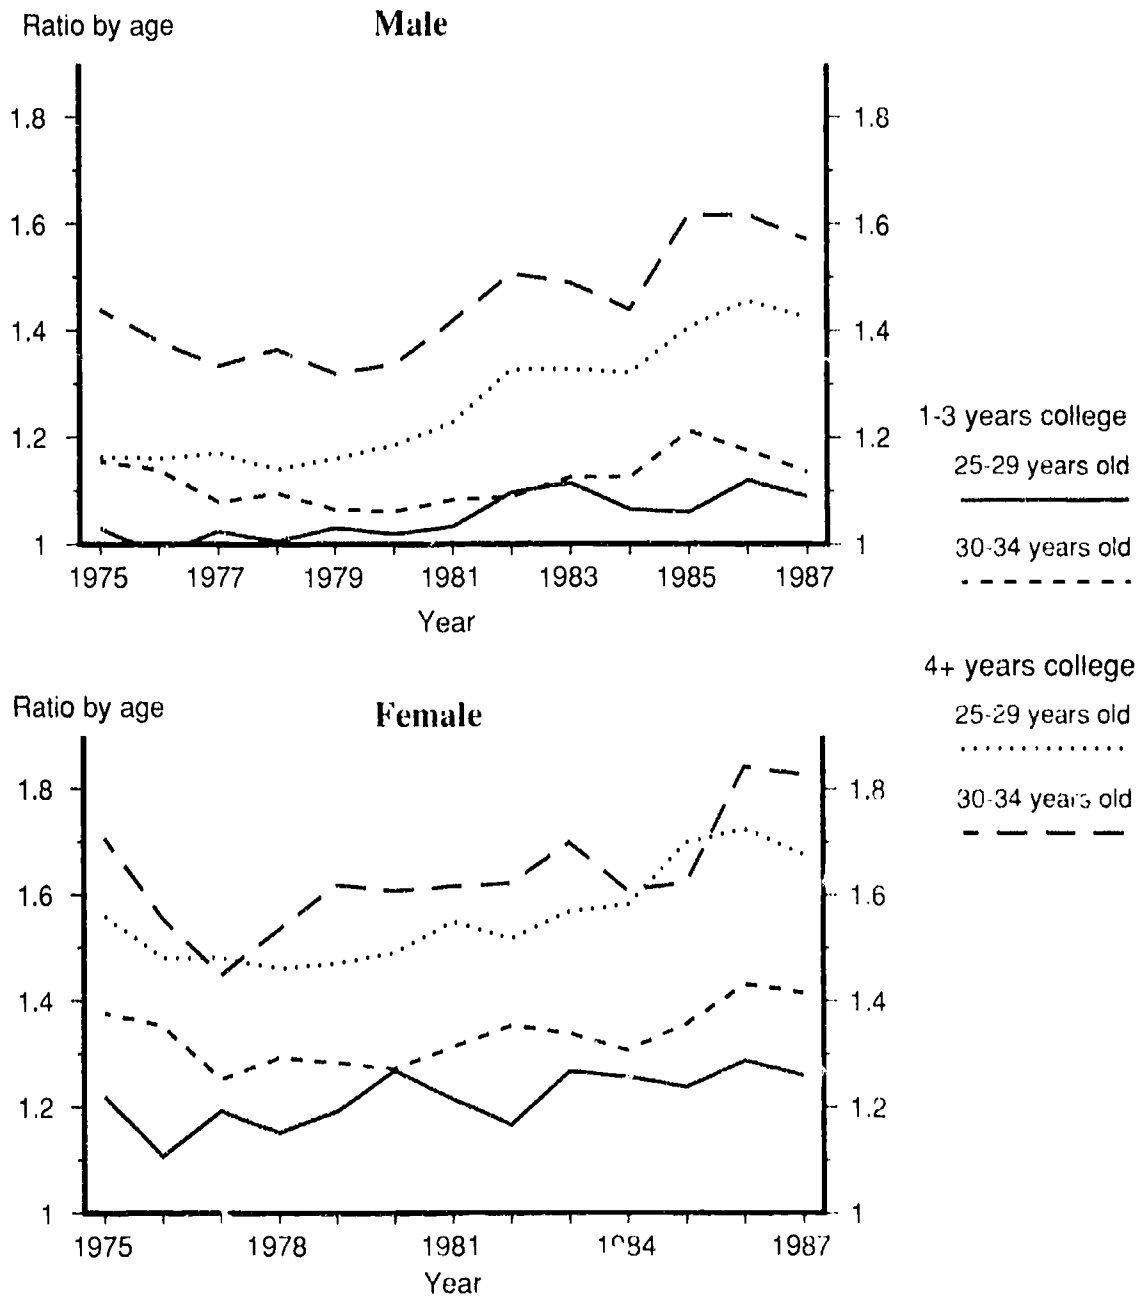 Ratio by age
Male
1.8
1.8
1.6
1.6
1.4
1.4
1.2
1.2
1
1
1975 1977 1979 1981 1983 1985 1987
Year
1-3 years college
25-29 years old
30-34 years old
4+ years college
25-29 years old
30-34 years old
Ratio by age
Female
1.8
1.8
1.6
1.6
1.4
1.4
1.2
1.2
1
1
1975 1978 1981 1984 1987
Year